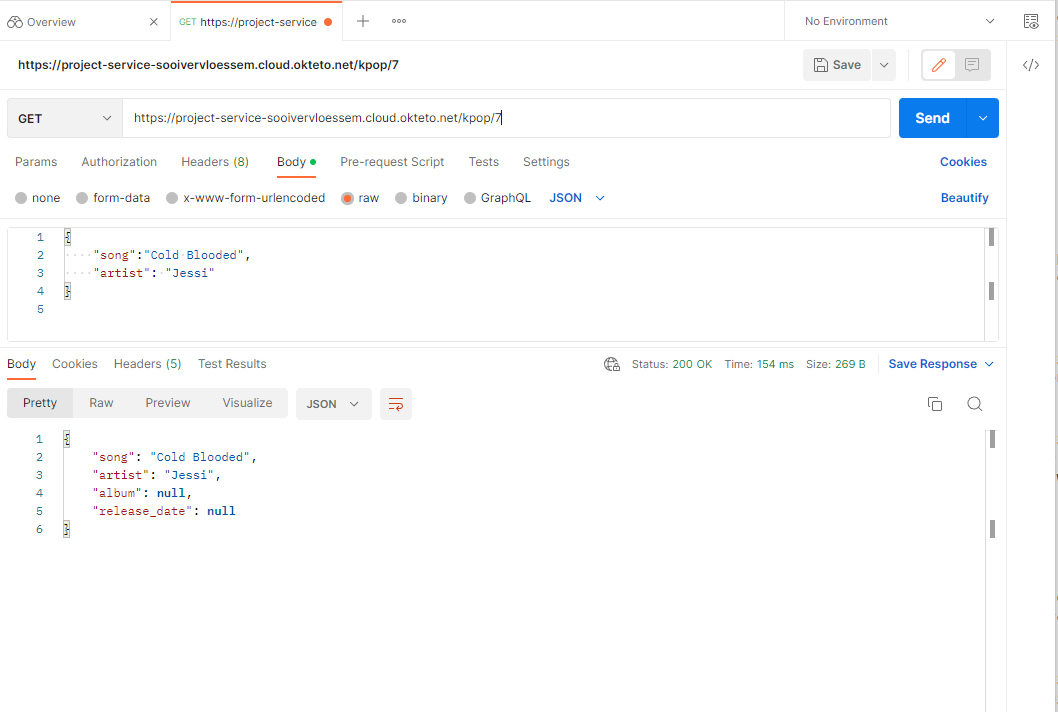 Overview
GET https://project-service
No Environment
https://project-service-sooivervloessem.cloud.okteto.net/kpop/7
Save
GET
https://project-service-sooivervloessem.cloud.okteto.net/kpop/7
Send
Params Authorization Headers (8) Body Pre-request Script Tests Settings Cookies
none form-data x-www-form-urlencoded raw binary GraphQL JSON Beautify
1 {
2 "song":"Cold Blooded",
3 "artist": "Jessi"
4 }
5
Body Cookies Headers (5) Test Results Status: 200 OK Time: 154 ms Size: 269 B Save Response
Pretty Raw Preview Visualize JSON
1 {
2 "song": "Cold Blooded",
3 "artist": "Jessi",
4 "album": null,
5 "release_date": null
6 }